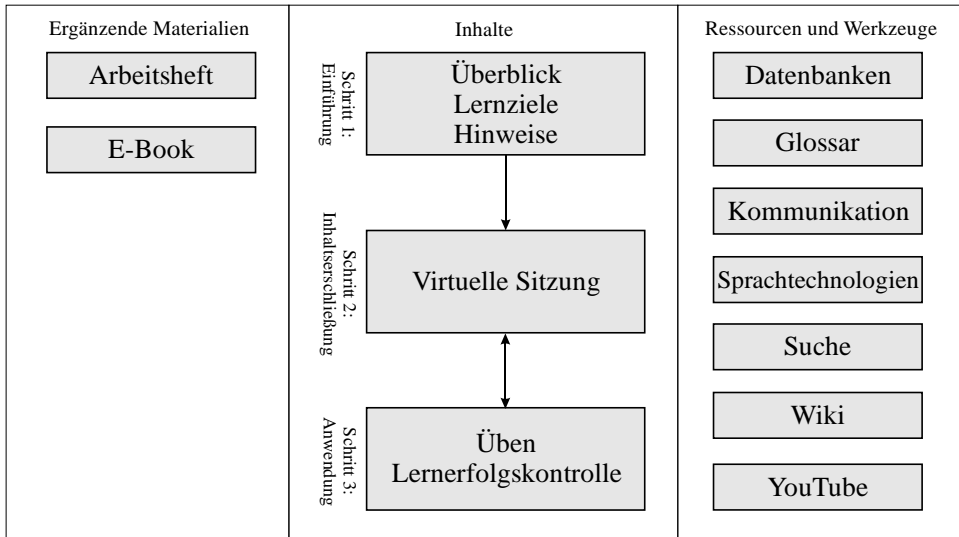 Ergänzende Materialien
Arbeitsheft
E-Book
Inhalte
Schritt 1:
Einführung
Überblick
Lernziele
Hinweise
Schritt 2:
Inhaltserschließung
Virtuelle Sitzung
Schritt 3:
Anwendung
Üben
Lernerfolgskontrolle
Ressourcen und Werkzeuge
Datenbanken
Glossar
Kommunikation
Sprachtechnologien
Suche
Wiki
YouTube